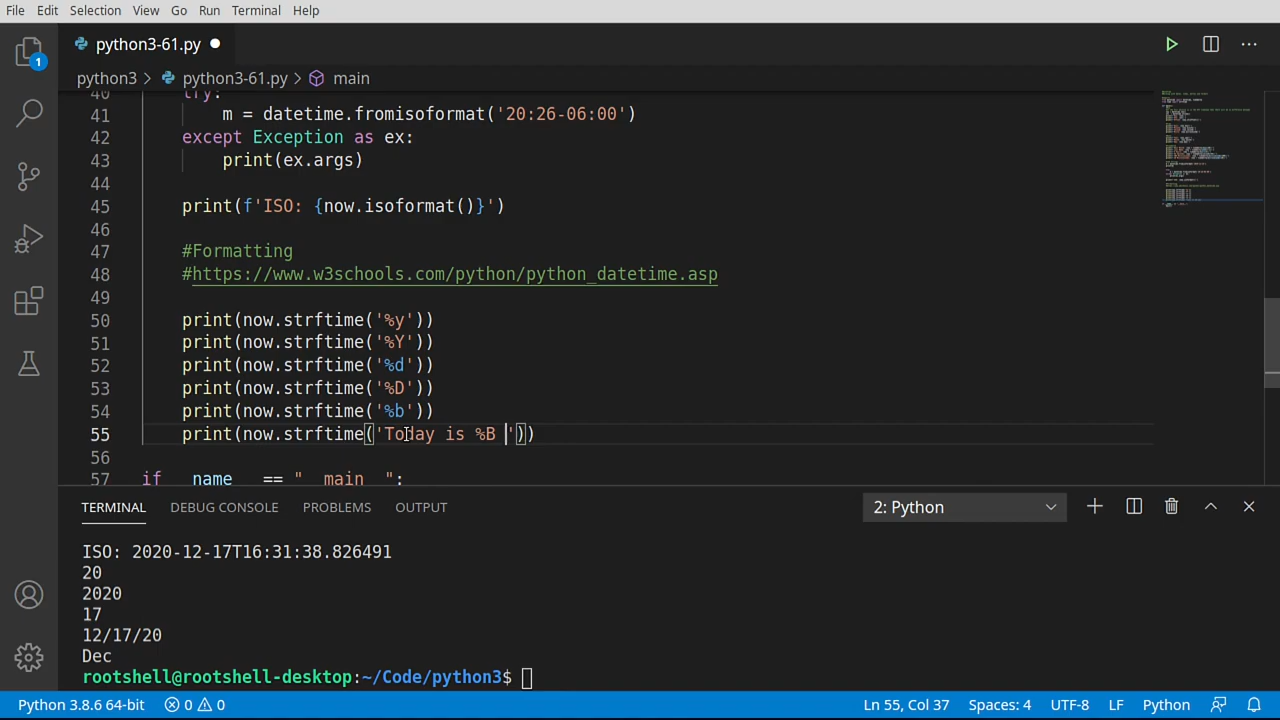 File Edit Selection View Go Run Terminal Help
python3-61.py
python3 > python3-61.py > main
40 try:
41 m = datetime.fromisoformat('20:26-06:00')
42 except Exception as ex:
43 print(ex.args)
44
45 print(f'ISO: {now.isoformat()}')
46
47 #Formatting
48 #https://www.w3schools.com/python/python_datetime.asp
49
50 print(now.strftime('%y'))
51 print(now.strftime('%Y'))
52 print(now.strftime('%d'))
53 print(now.strftime('%D'))
54 print(now.strftime('%b'))
55 print(now.strftime('Today is %B '))
56
57 if __name__ == "__main__":
1
TERMINAL DEBUG CONSOLE PROBLEMS OUTPUT 2: Python
ISO: 2020-12-17T16:31:38.826491
20
2020
17
12/17/20
Dec
rootshell@rootshell-desktop:~/Code/python3$
Python 3.8.6 64-bit 0 0 Ln 55, Col 37 Spaces: 4 UTF-8 LF Python